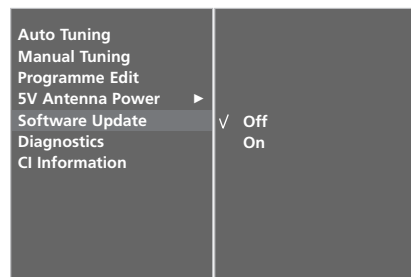 Auto Tuning
Manual Tuning
Programme Edit
5V Antenna Power ►
Software Update √ Off
Diagnostics On
CI Information